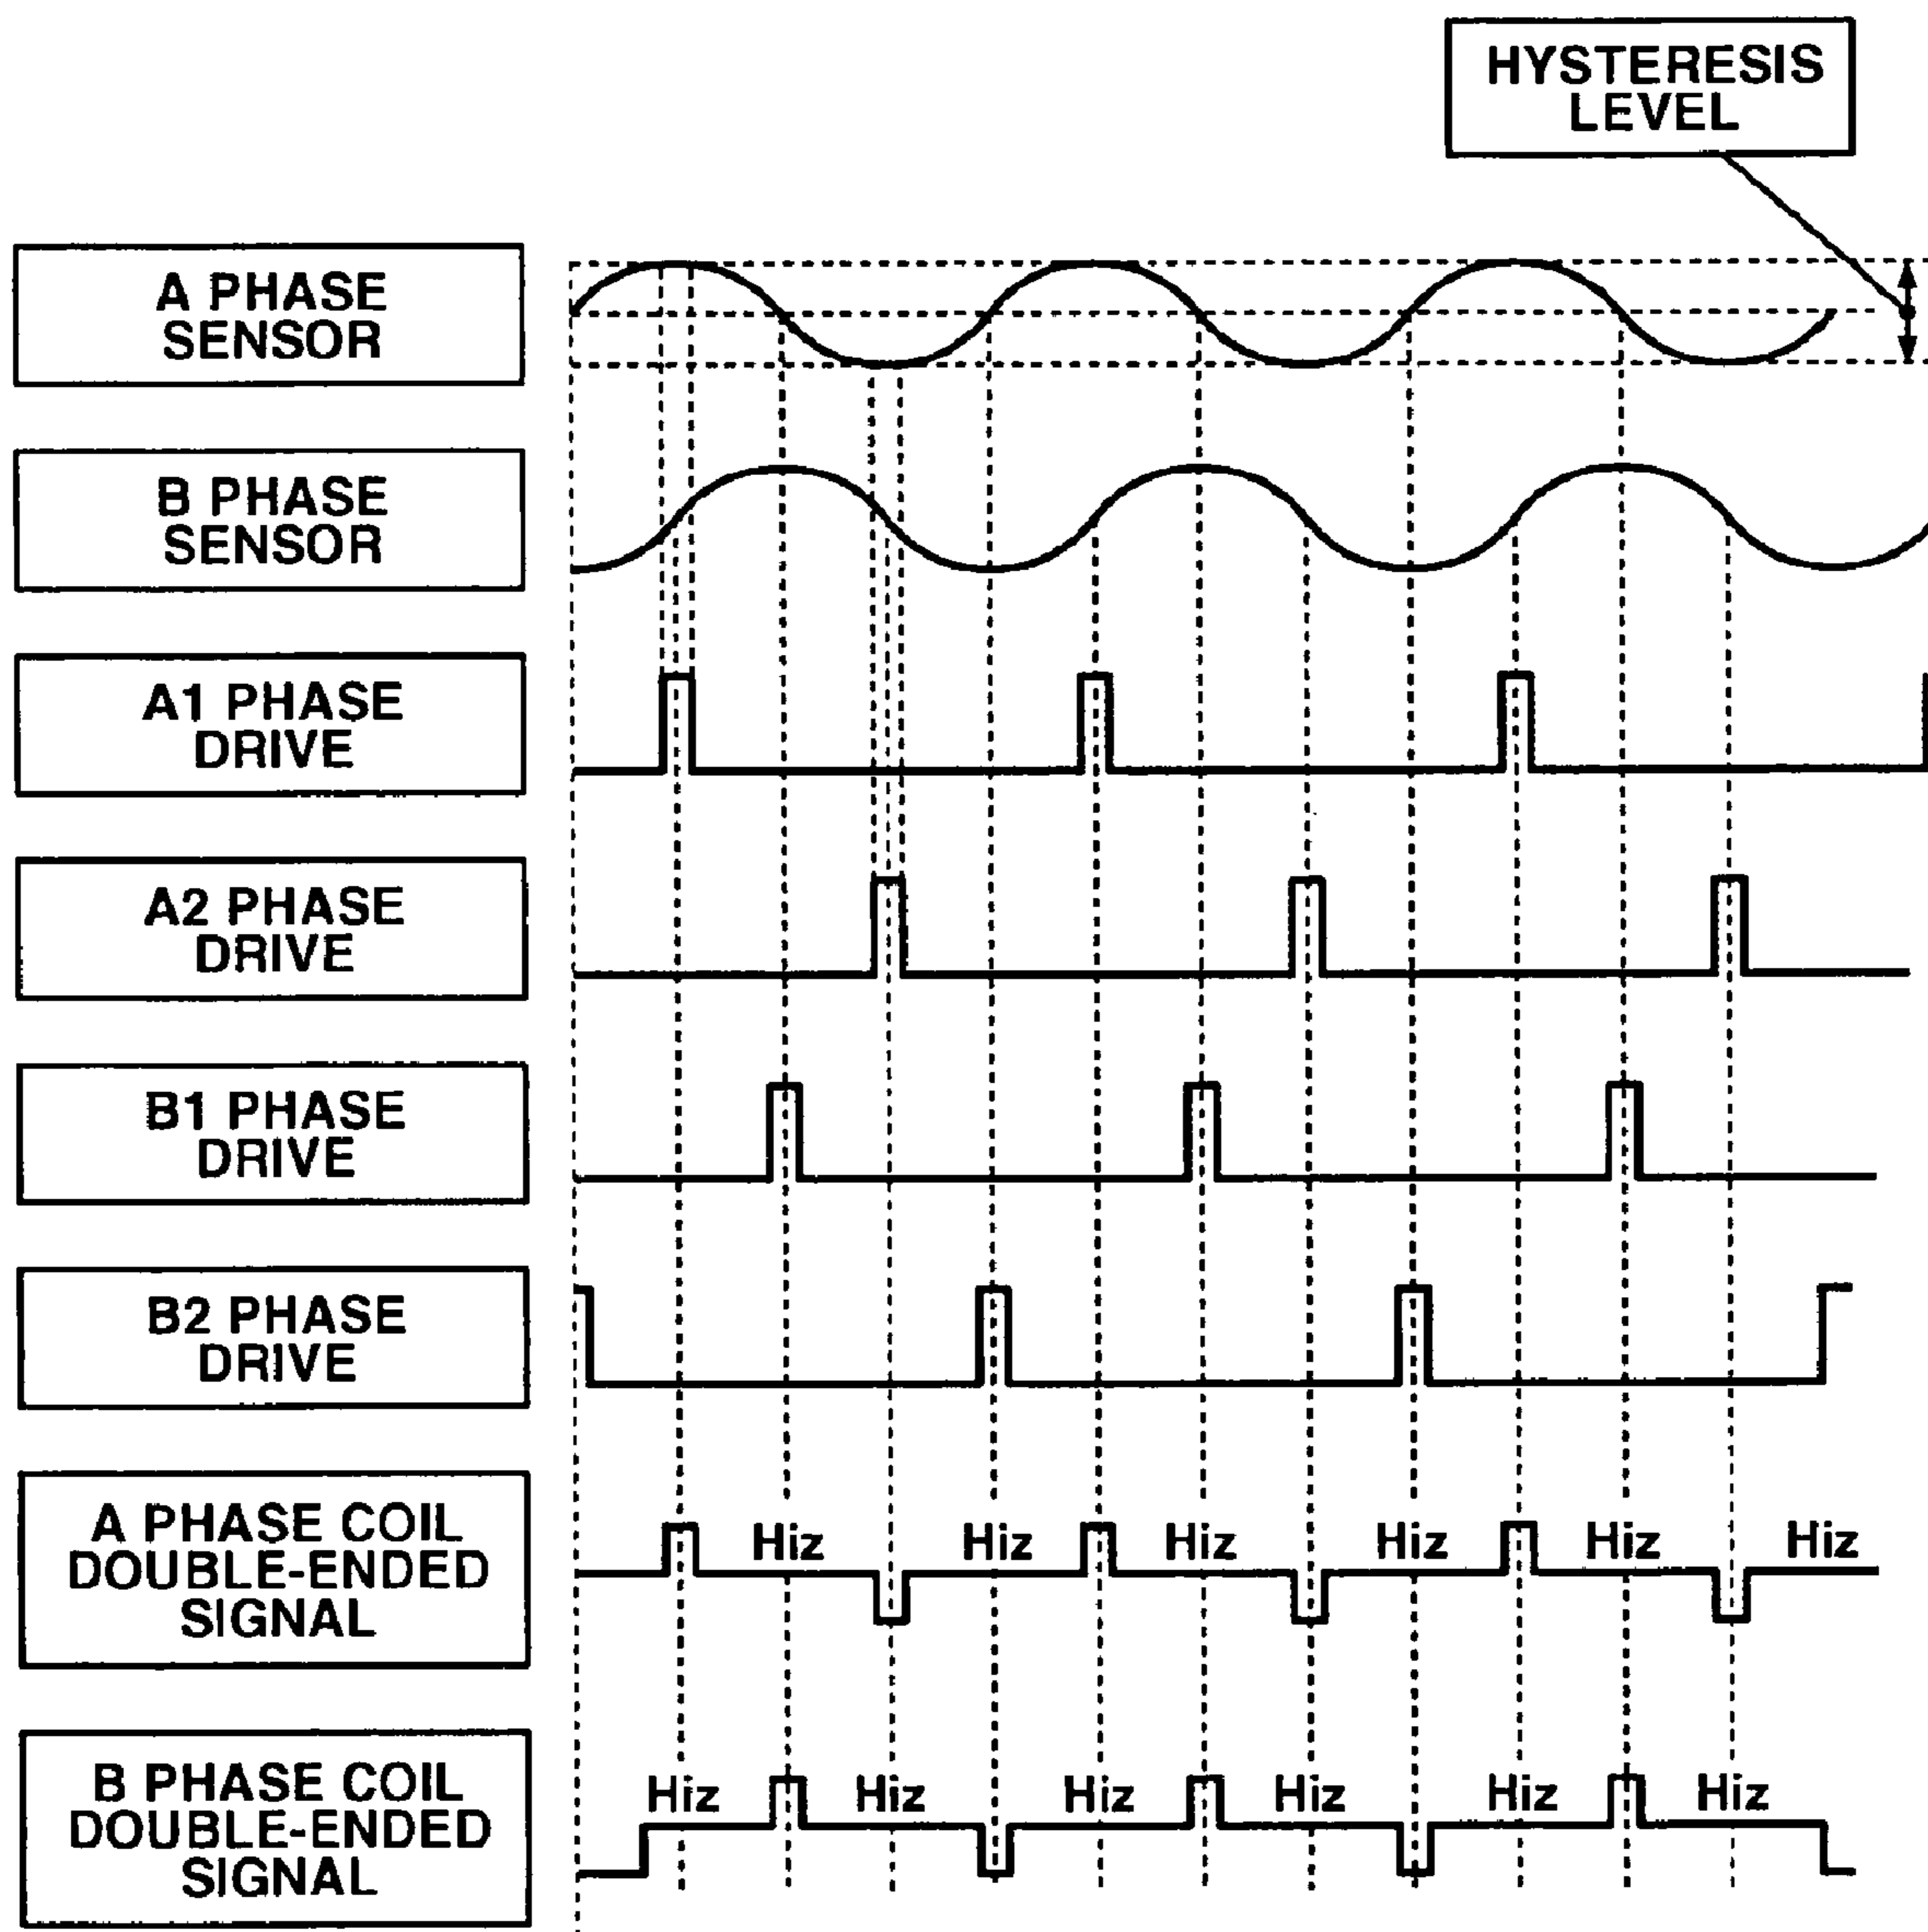 HYSTERESIS
LEVEL
A PHASE
SENSOR
B PHASE
SENSOR
A1 PHASE
DRIVE
A2 PHASE
DRIVE
B1 PHASE
DRIVE
B2 PHASE
DRIVE
A PHASE COIL
DOUBLE-ENDED
SIGNAL
Hiz Hiz Hiz Hiz Hiz Hiz
B PHASE COIL
DOUBLE-ENDED
SIGNAL
Hiz Hiz Hiz Hiz Hiz Hiz